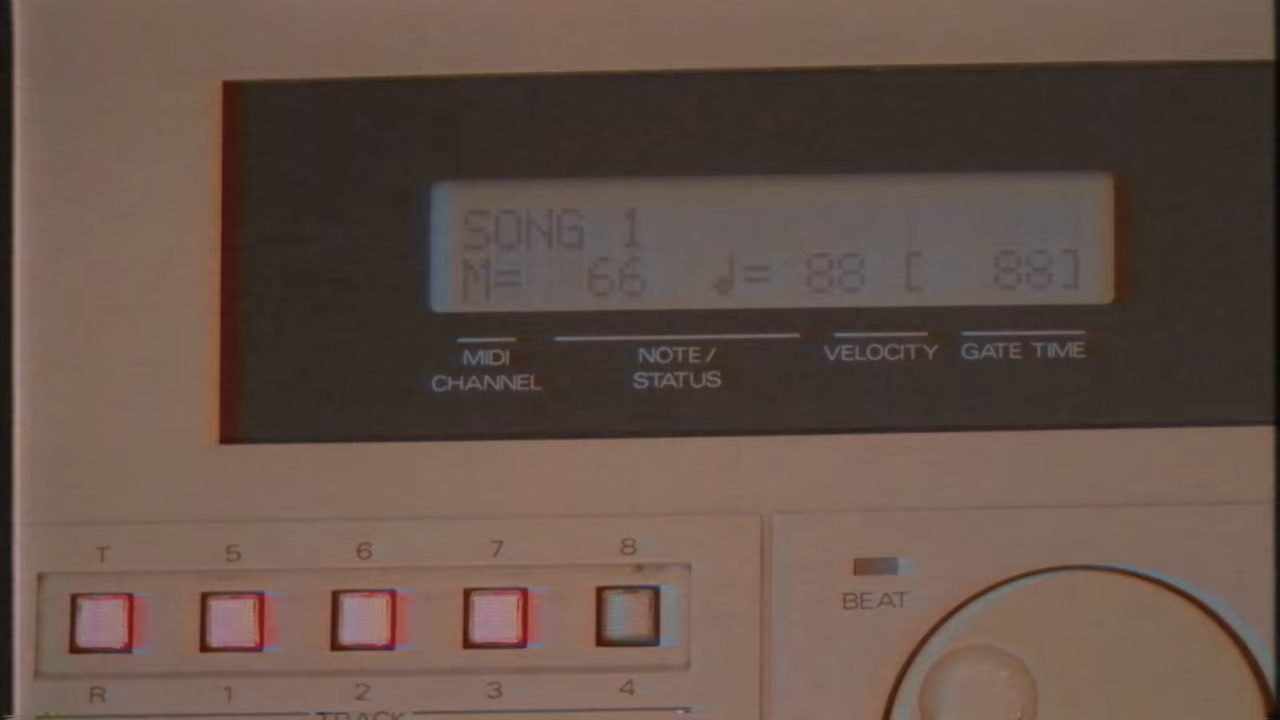 SONG 1
M= 66 ♩= 88 [ 88]
MIDI CHANNEL
NOTE/ STATUS
VELOCITY
GATE TIME
T 5 6 7 8
BEAT
R 1 2 3 4
TRACK